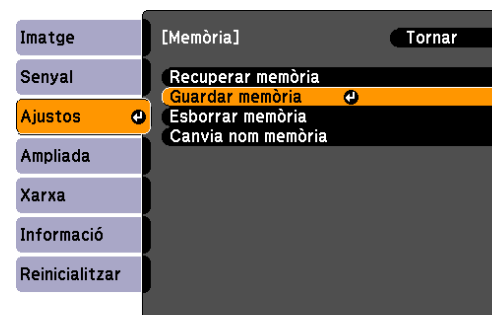 Imatge
Senyal
Ajustos
Ampliada
Xarxa
Informació
Reinicialitzar
[Memòria]
Tornar
Recuperar memòria
Guardar memòria
Esborrar memòria
Canvia nom memòria